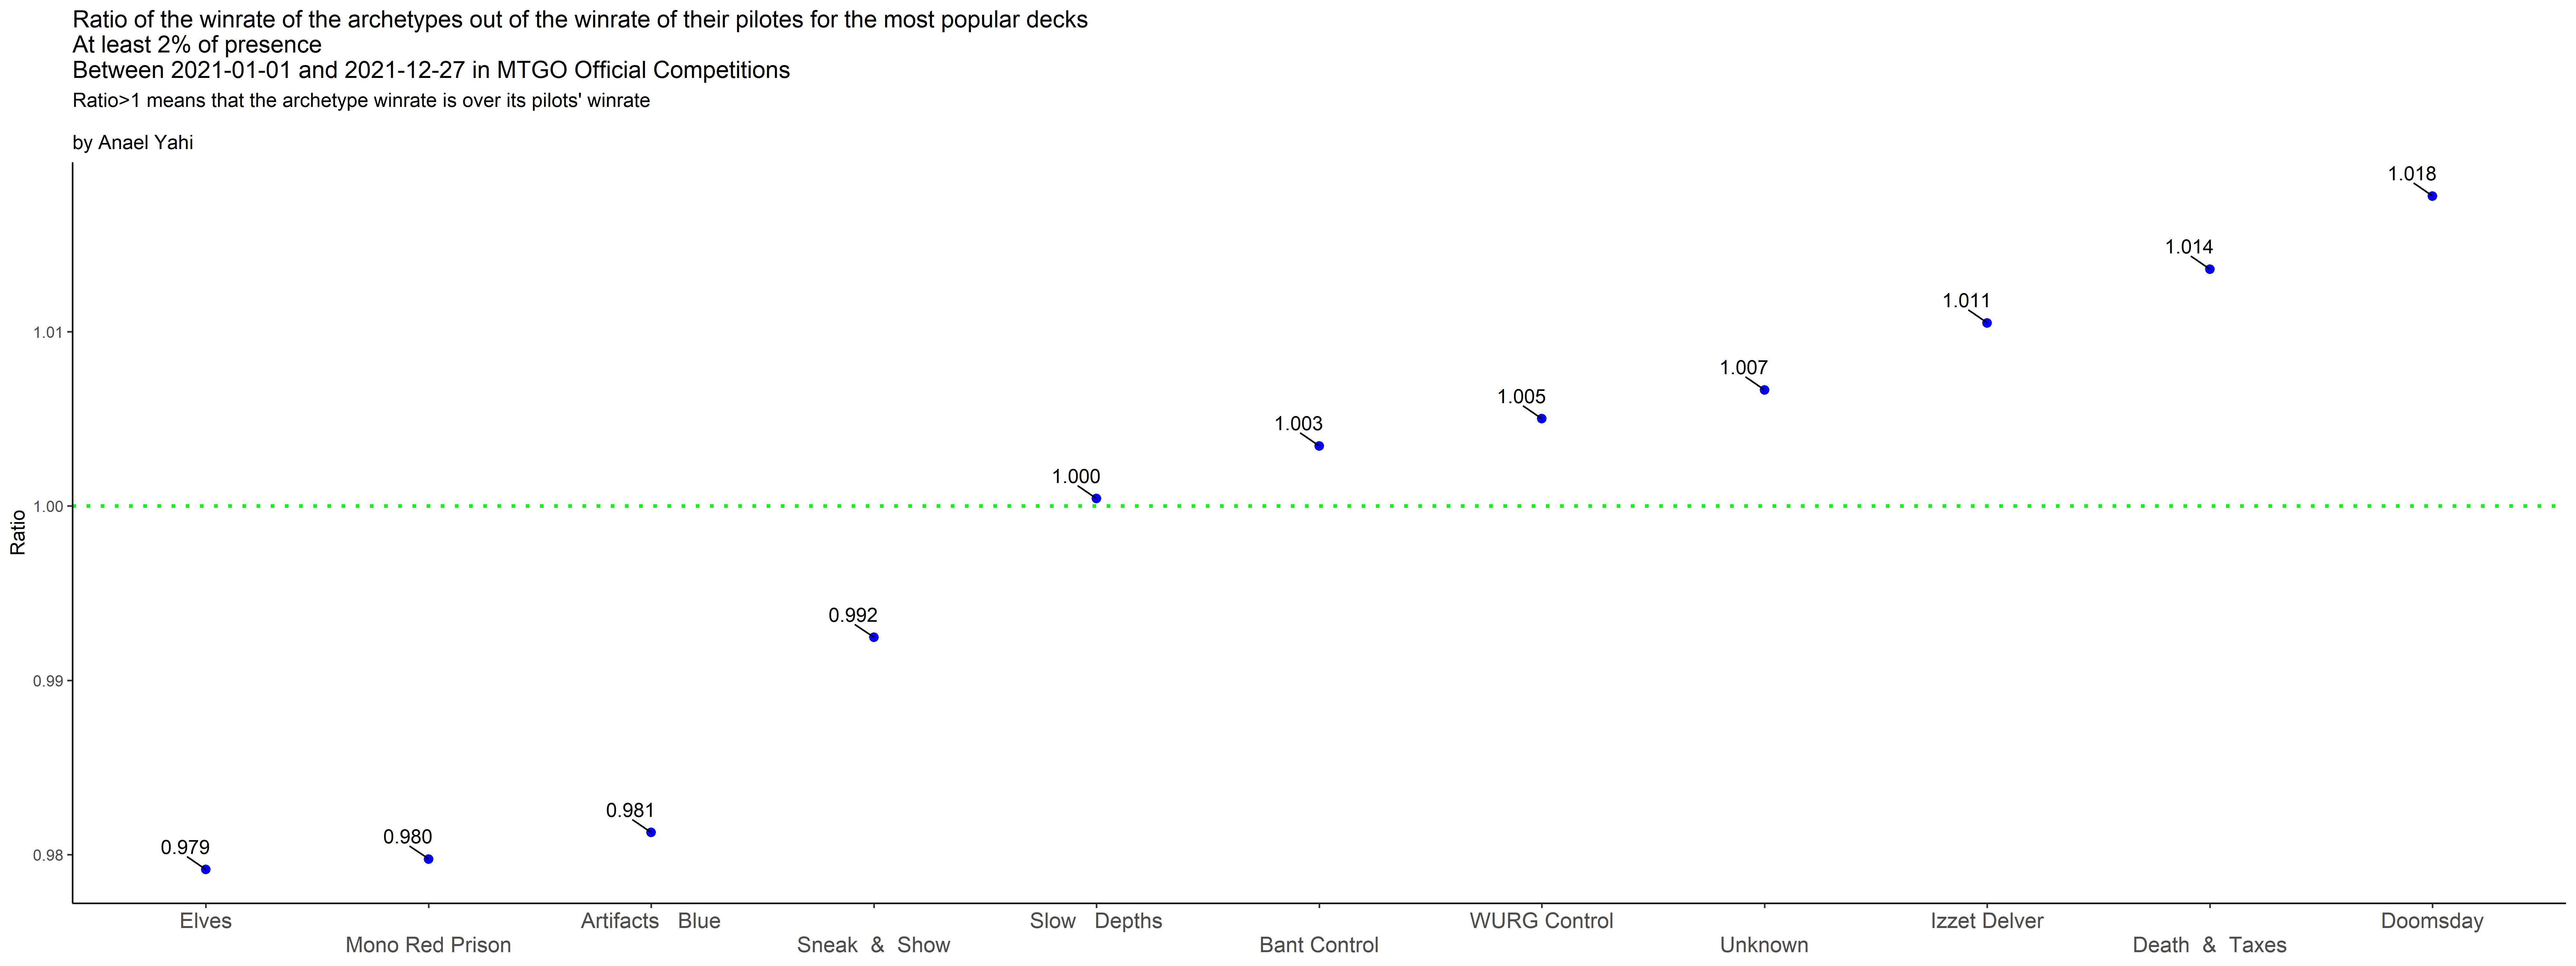 Ratio of the winrate of the archetypes out of the winrate of their pilotes for the most popular decks
At least 2% of presence
Between 2021-01-01 and 2021-12-27 in MTGO Official Competitions
Ratio>1 means that the archetype winrate is over its pilots' winrate
by Anael Yahi
1.018
1.014
1.011
1.01
1.007
1.005
1.003
1.000
1.00
Ratio
0.992
0.99
0.981
0.980
0.979
0.98
Elves
Mono Red Prison
Artifacts Blue
Sneak & Show
Slow Depths
Bant Control
WURG Control
Unknown
Izzet Delver
Death & Taxes
Doomsday